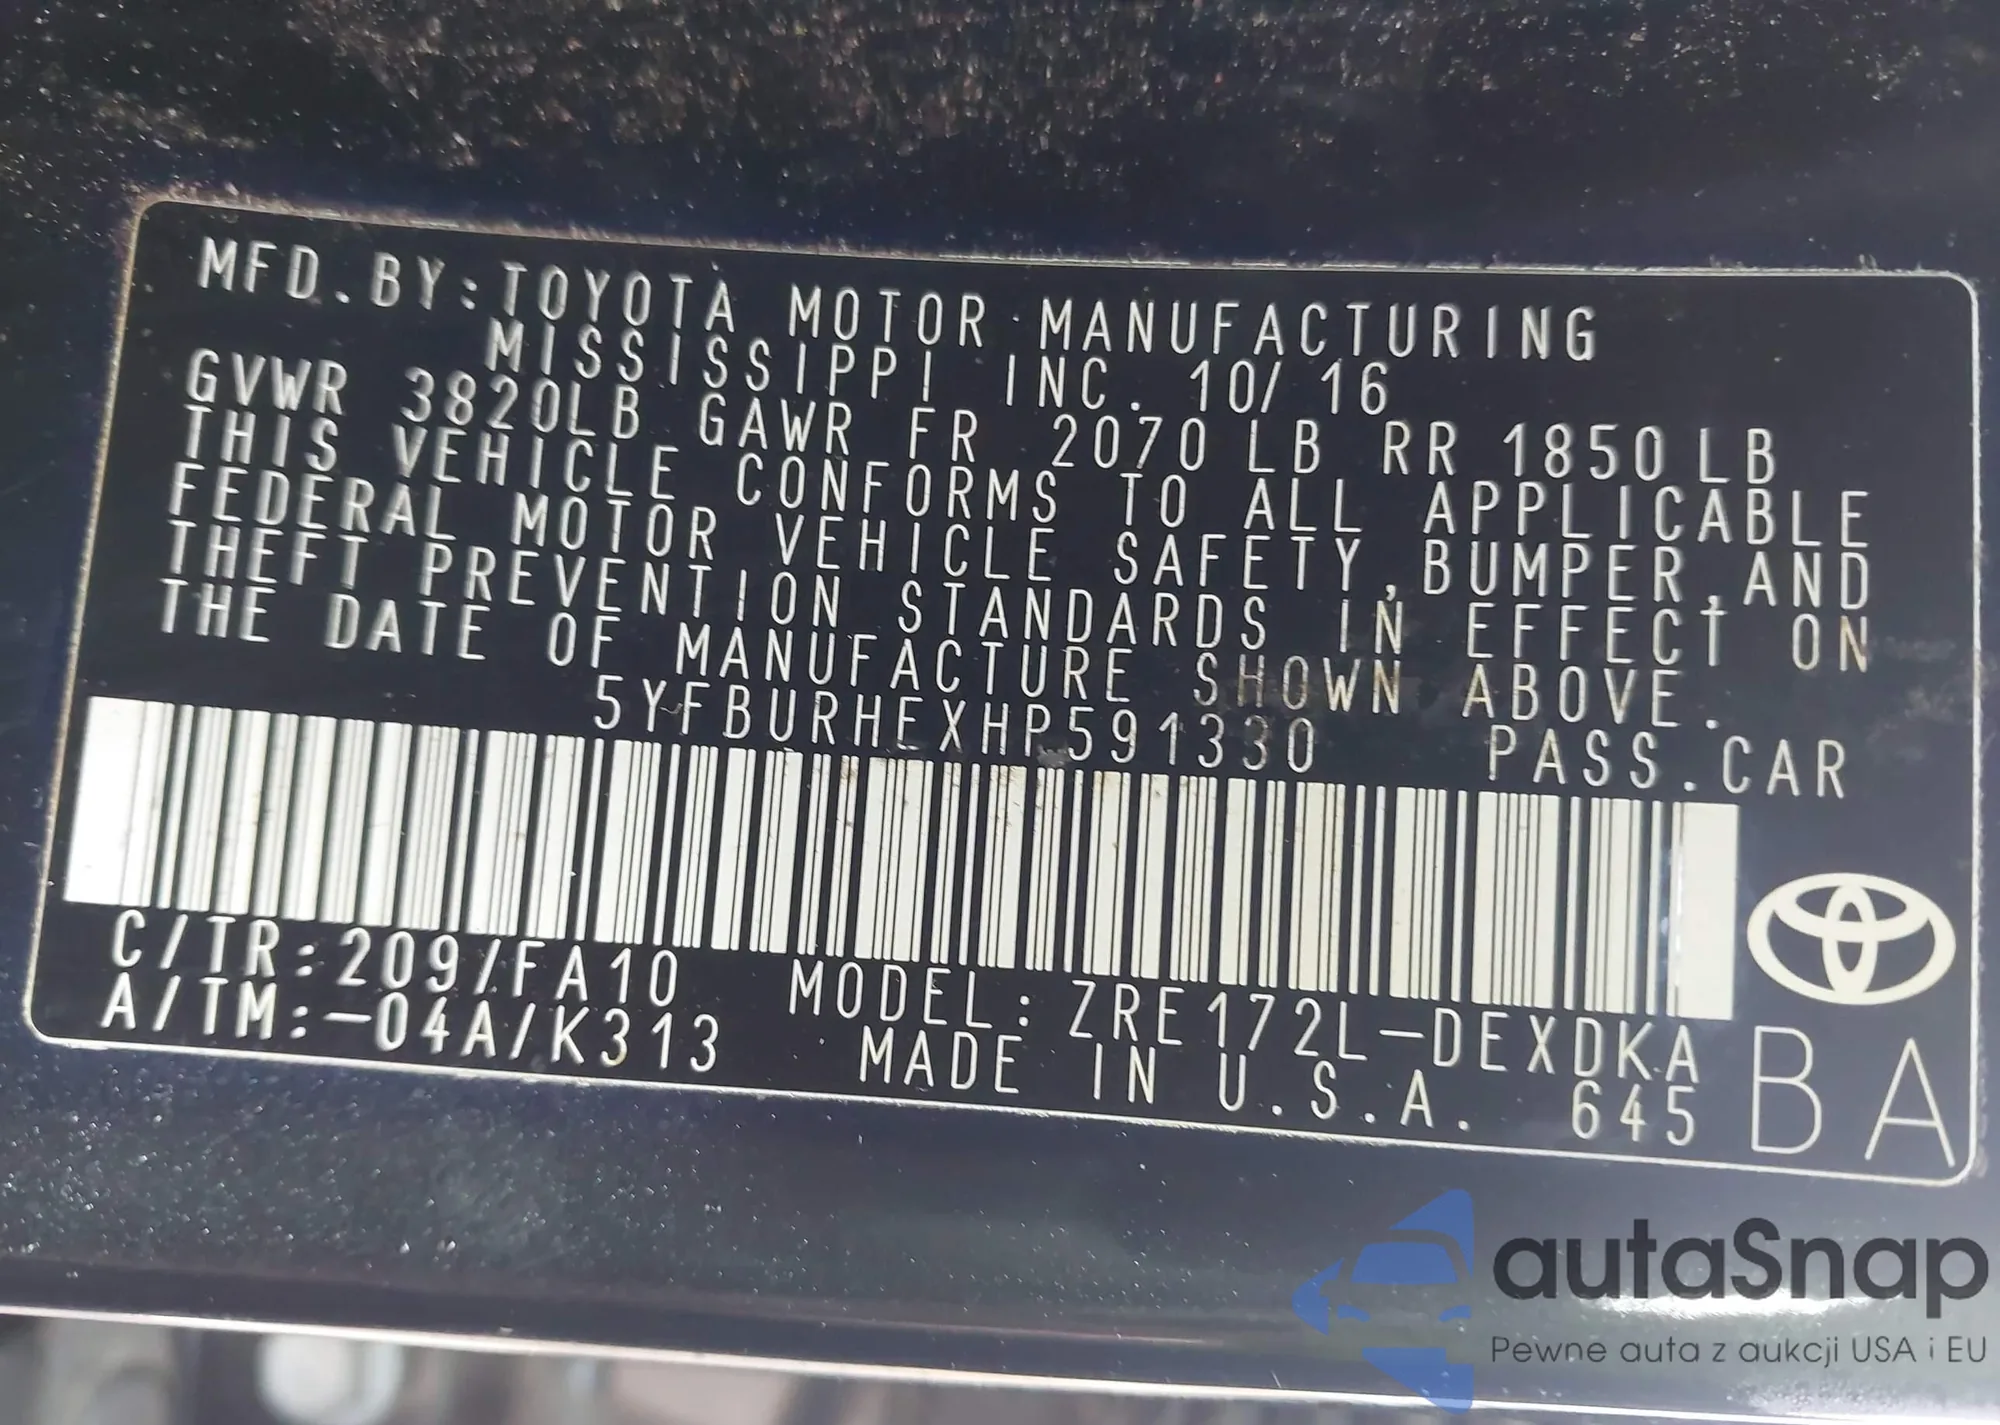 MFD.BY:TOYOTA MOTOR MANUFACTURING
MISSISSIPPI INC. 10/16
GVWR 3820LB GAWR FR 2070LB RR 1850LB
THIS VEHICLE CONFORMS TO ALL APPLICABLE
FEDERAL MOTOR VEHICLE SAFETY,BUMPER,AND
THEFT PREVENTION STANDARDS IN EFFECT ON
THE DATE OF MANUFACTURE SHOWN ABOVE.
5YFBURHEXHP591330 PASS.CAR
C/TR:209/FA10 MODEL:ZRE172L-DEXDKA
A/TM:-04A/K313 MADE IN U.S.A. 645
BA
autaSnap
Pewne auta z aukcji USA i EU